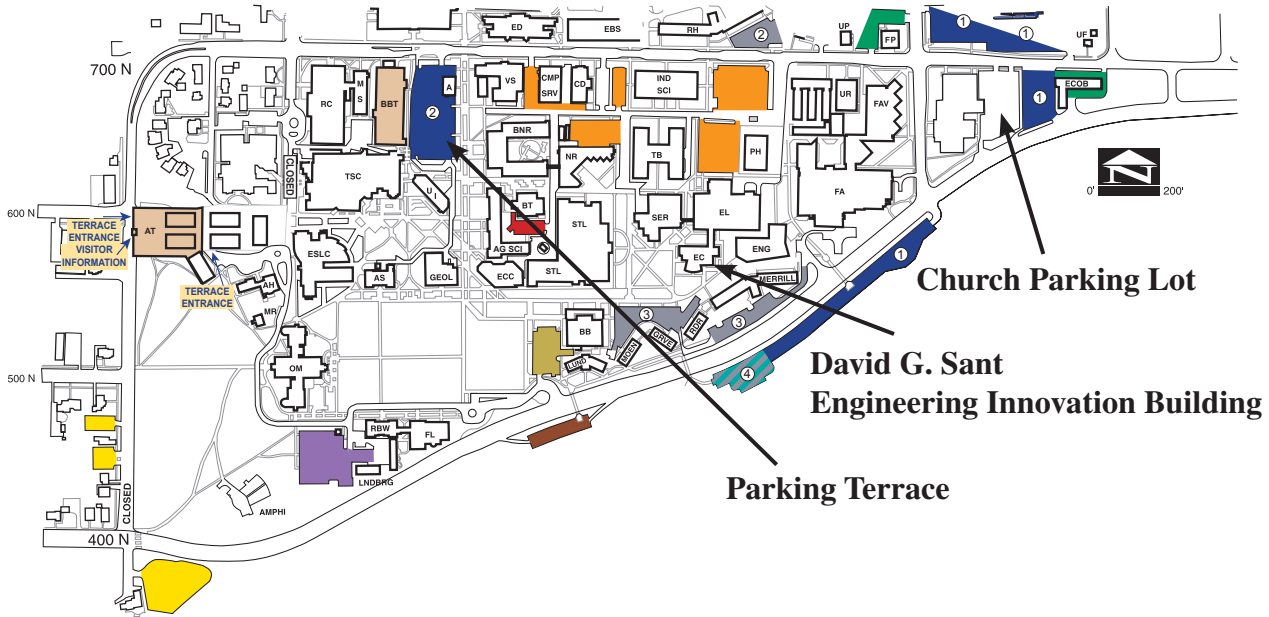 ED
EBS
RH
2
UP
FP
1
1
UF
700 N
RC
M
S
BBT
2
A
VS
CMP
SRV
CD
IND
SCI
UR
FAV
1
ECOB
BNR
NR
TB
PH
0'
200'
CLOSED
TSC
U
I
BT
STL
SER
EL
FA
600 N
TERRACE
ENTRANCE
VISITOR
INFORMATION
AT
TERRACE
ENTRANCE
ESLC
AH
MR
AS
GEOL
AG SCI
ECC
STL
EC
ENG
MERRILL
1
Church Parking Lot
3
3
BB
LUND
MOEN
GRVE
RDR
4
OM
500 N
David G. Sant
Engineering Innovation Building
RBW
FL
LNDBRG
Parking Terrace
AMPHI
CLOSED
400 N